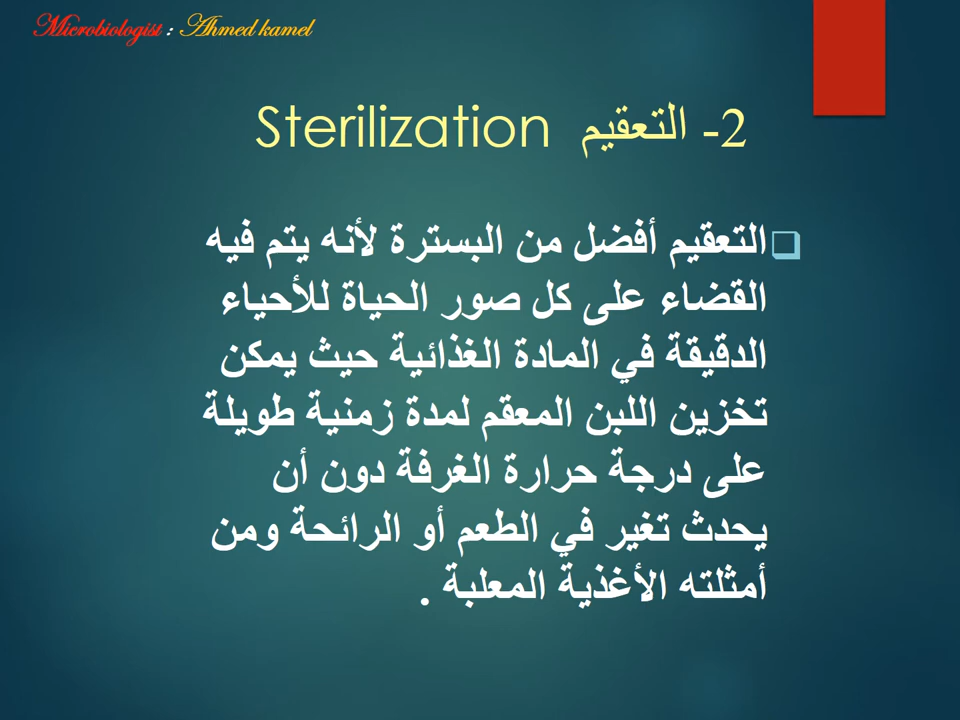 Microbiologist : Ahmed kamel
2- التعقيم Sterilization
❑التعقيم أفضل من البسترة لأنه يتم فيه
القضاء على كل صور الحياة للأحياء
الدقيقة في المادة الغذائية حيث يمكن
تخزين اللبن المعقم لمدة زمنية طويلة
على درجة حرارة الغرفة دون أن
يحدث تغير في الطعم أو الرائحة ومن
أمثلته الأغذية المعلبة .